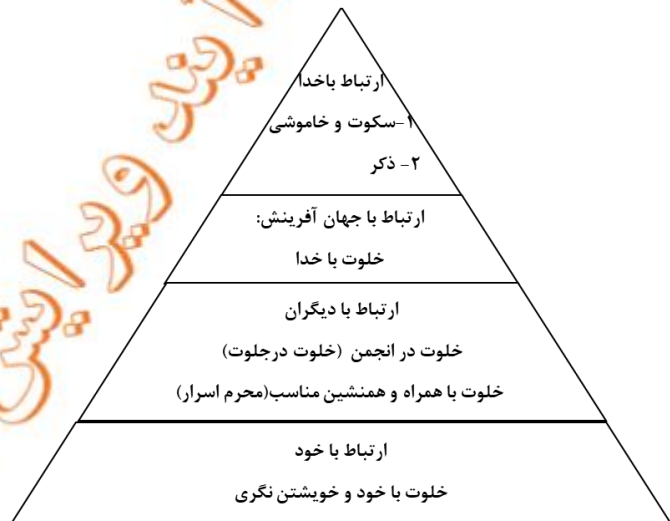 ارتباط باخدا
۱-سکوت و خاموشی
۲- ذکر
ارتباط با جهان آفرینش:
خلوت با خدا
ارتباط با دیگران
خلوت در انجمن (خلوت درجلوت)
خلوت با همراه و همنشین مناسب(محرم اسرار)
ارتباط با خود
خلوت با خود و خویشتن نگری